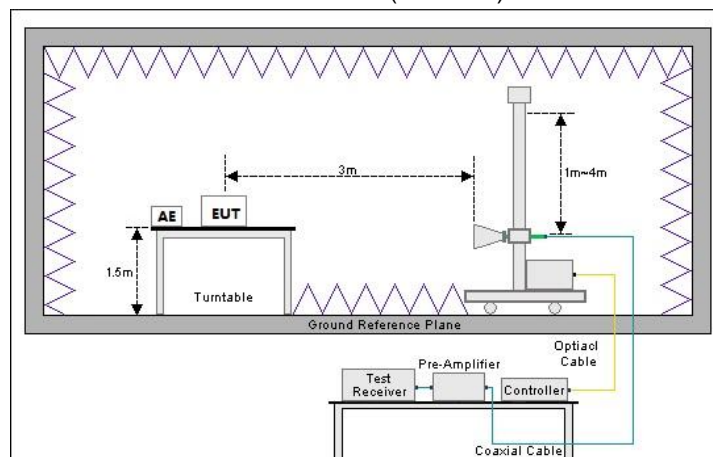 3m
1m~4m
AE
EUT
1.5m
Turntable
Ground Reference Plane
Optiacl
Cable
Pre-Amplifier
Test
Receiver
Controller
Coaxial Cable